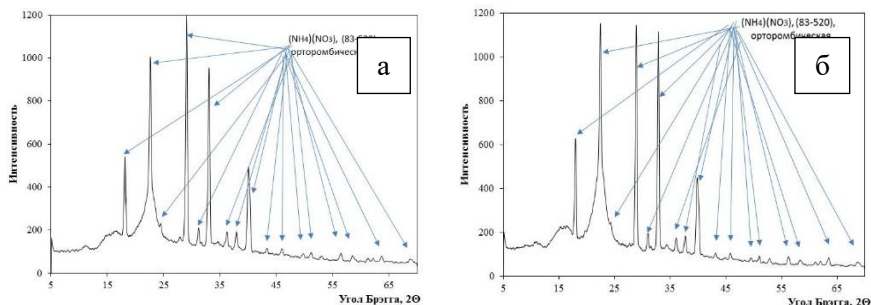 1200
1000
800
600
400
200
0
Интенсивность
(NH4)(NO3), (83-520),
орторомбическая
а
5 15 25 35 45 55 65
Угол Брэгга, 2Θ
1200
1000
800
600
400
200
0
Интенсивность
(NH4)(NO3), (83-520),
орторомбическая
б
5 15 25 35 45 55 65
Угол Брэгга, 2Θ